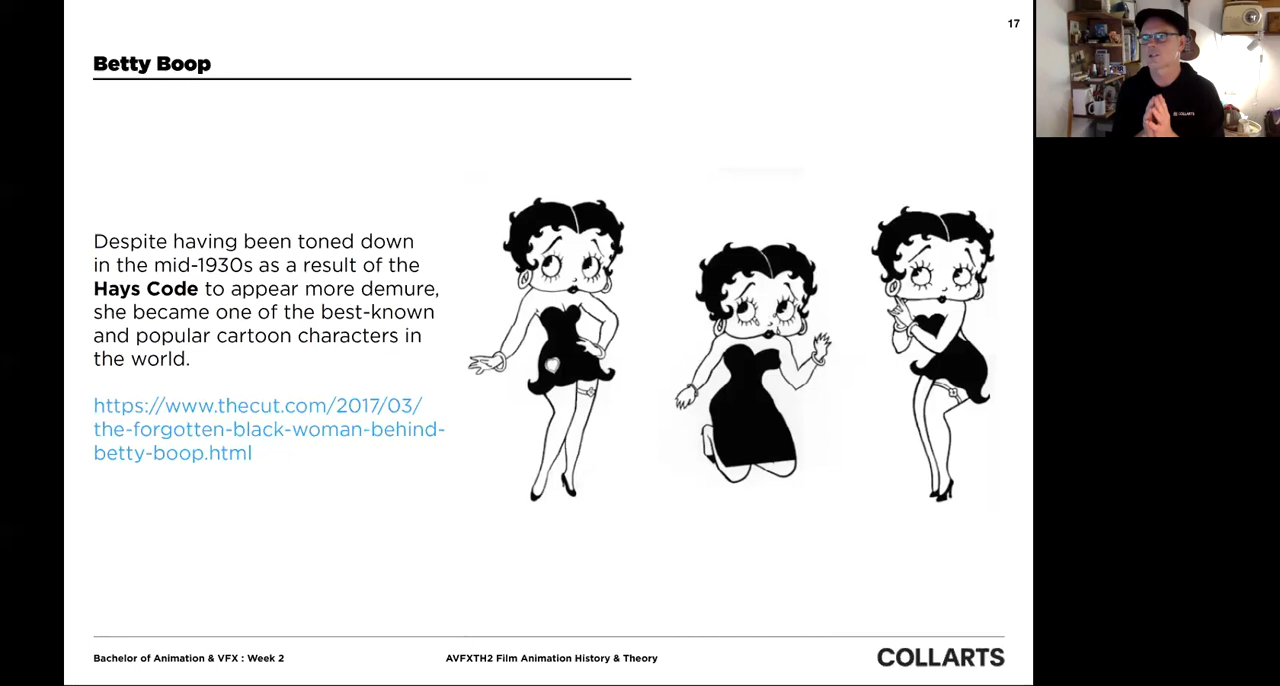 17
Betty Boop
Despite having been toned down
in the mid-1930s as a result of the
Hays Code to appear more demure,
she became one of the best-known
and popular cartoon characters in
the world.
https://www.thecut.com/2017/03/
the-forgotten-black-woman-behind-
betty-boop.html
Bachelor of Animation & VFX : Week 2
AVFXTH2 Film Animation History & Theory
COLLARTS
COLLARTS